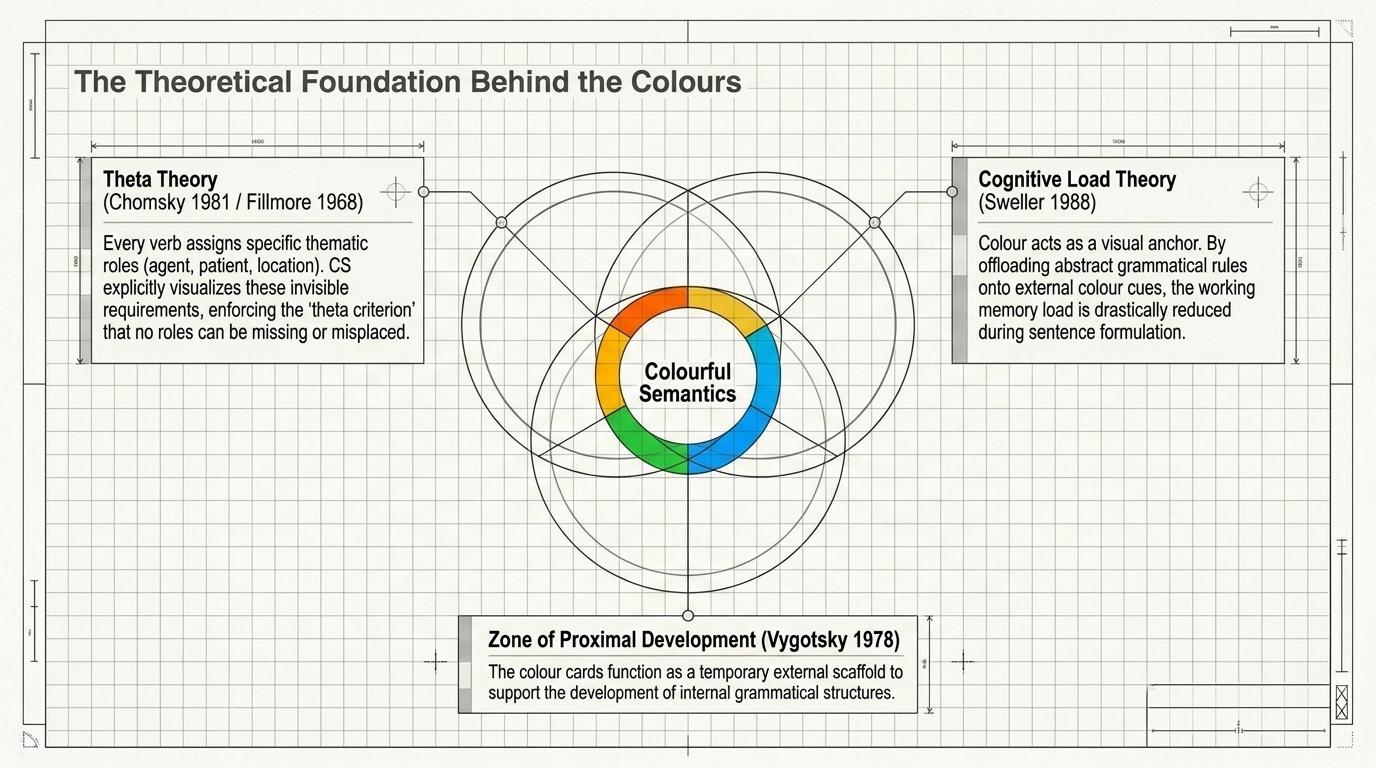 The Theoretical Foundation Behind the Colours
Theta Theory
(Chomsky 1981 / Fillmore 1968)
Every verb assigns specific thematic
roles (agent, patient, location). CS
explicitly visualizes these invisible
requirements, enforcing the ‘theta criterion’
that no roles can be missing or misplaced.
Cognitive Load Theory
(Sweller 1988)
Colour acts as a visual anchor. By
offloading abstract grammatical rules
onto external colour cues, the working
memory load is drastically reduced
during sentence formulation.
Colourful
Semantics
Zone of Proximal Development (Vygotsky 1978)
The colour cards function as a temporary external scaffold to
support the development of internal grammatical structures.